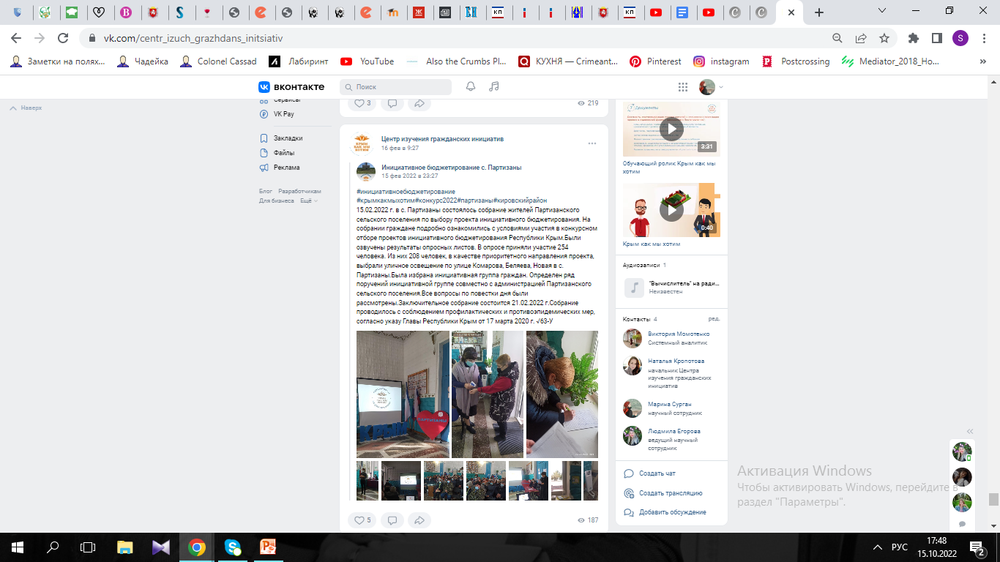 vk.com/centr_izuch_grazhdans_initsiativ
Заметки на полях...
Чадейка
Colonel Cassad
Лабиринт
YouTube
Also the Crumbs Pl...
КУХНЯ — Crimeant...
Pinterest
instagram
Postcrossing
Mediator_2018_Но...
вконтакте
Поиск
Наверх
Сервисы
VK Pay
Закладки
Файлы
Реклама
Блог Разработчикам
Для бизнеса Ещё
3
219
Центр изучения гражданских инициатив
16 фев в 9:27
Инициативное бюджетирование с. Партизаны
15 фев 2022 в 23:27
#инициативноебюджетирование
#крымкакмыхотим#конкурс2022#партизаны#кировскийрайон
15.02.2022 г. в с. Партизаны состоялось собрание жителей Партизанского
сельского поселения по выбору проекта инициативного бюджетирования. На
собрании граждане подробно ознакомились с условиями участия в конкурсном
отборе проектов инициативного бюджетирования Республики Крым.Были
озвучены результаты опросных листов. В опросе приняли участие 254
человека. Из них 208 человек, в качестве приоритетного направления проекта,
выбрали уличное освещение по улице Комарова, Беляева, Новая в с.
Партизаны.Была избрана инициативная группа граждан. Определен ряд
поручений инициативной группе совместно с администрацией Партизанского
сельского поселения.Все вопросы по повестки дня были
рассмотрены.Заключительное собрание состоится 21.02.2022 г.Собрание
проводилось с соблюдением профилактических и противоэпидемических мер,
согласно указу Главы Республики Крым от 17 марта 2020 г. √63-У
ПАРТИЗАНЫ
5
187
Документы
3:31
Обучающий ролик Крым как мы
хотим
0:40
Крым как мы хотим
Аудиозаписи 1
"Вычислитель" на ради...
Неизвестен
Контакты 4
ред.
Виктория Момотенко
Системный аналитик
Наталья Кропотова
начальник Центра
изучения гражданских
инициатив
Марина Сурган
научный сотрудник
Людмила Егорова
ведущий научный
сотрудник
Создать чат
Создать трансляцию
Добавить обсуждение
Активация Windows
Чтобы активировать Windows, перейдите в
раздел "Параметры".
РУС
17:48
15.10.2022
2